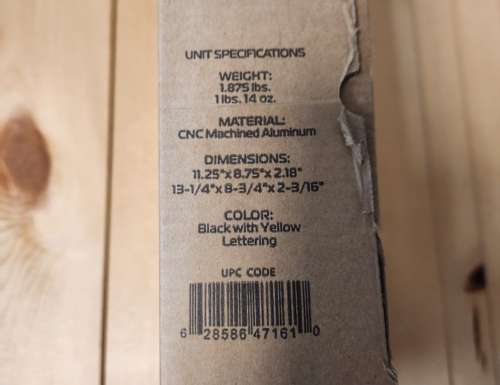 UNIT SPECIFICATIONS
WEIGHT:
1.875 lbs.
1 lbs. 14 oz.
MATERIAL:
CNC Machined Aluminum
DIMENSIONS:
11.25"x 8.75"x 2.18"
13-1/4"x 8-3/4"x 2-3/16"
COLOR:
Black with Yellow
Lettering
UPC CODE
6 28586 47161 0